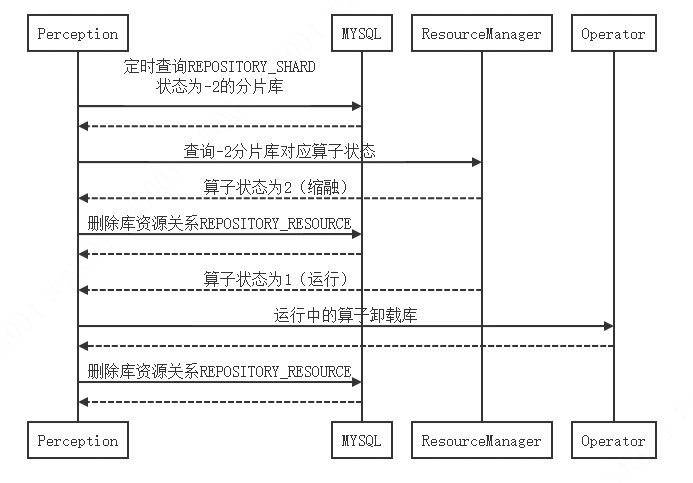 Perception MYSQL ResourceManager Operator
定时查询REPOSITORY_SHARD
状态为-2的分片库
查询-2分片库对应算子状态
算子状态为2（缩融）
删除库资源关系REPOSITORY_RESOURCE
算子状态为1（运行）
运行中的算子卸载库
删除库资源关系REPOSITORY_RESOURCE
Perception MYSQL ResourceManager Operator